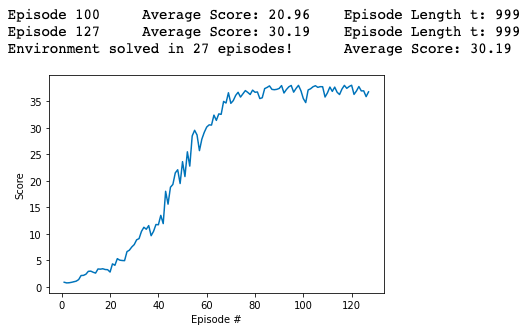 Episode 100 Average Score: 20.96 Episode Length t: 999
Episode 127 Average Score: 30.19 Episode Length t: 999
Environment solved in 27 episodes! Average Score: 30.19
35
30
25
20
15
10
5
0
Score
0 20 40 60 80 100 120
Episode #